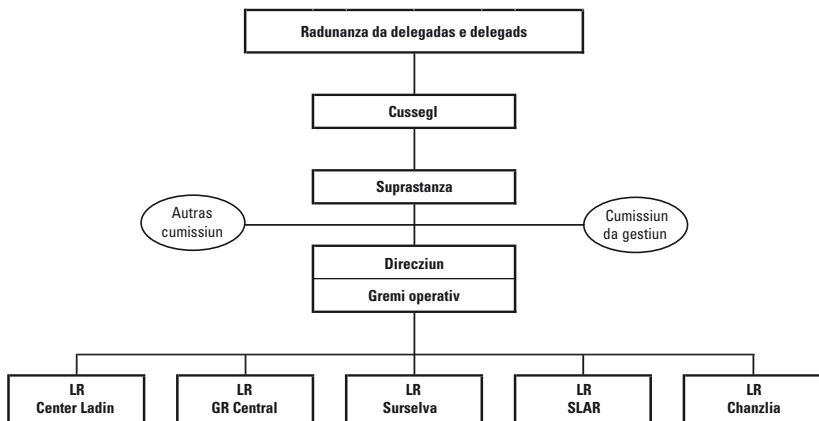 Radunanza da delegadas e delegads
Cussegl
Suprastanza
Autras
cumissiun
Cumissiun
da gestiun
Direcziun
Gremi operativ
LR
Center Ladin
LR
GR Central
LR
Surselva
LR
SLAR
LR
Chanzlia